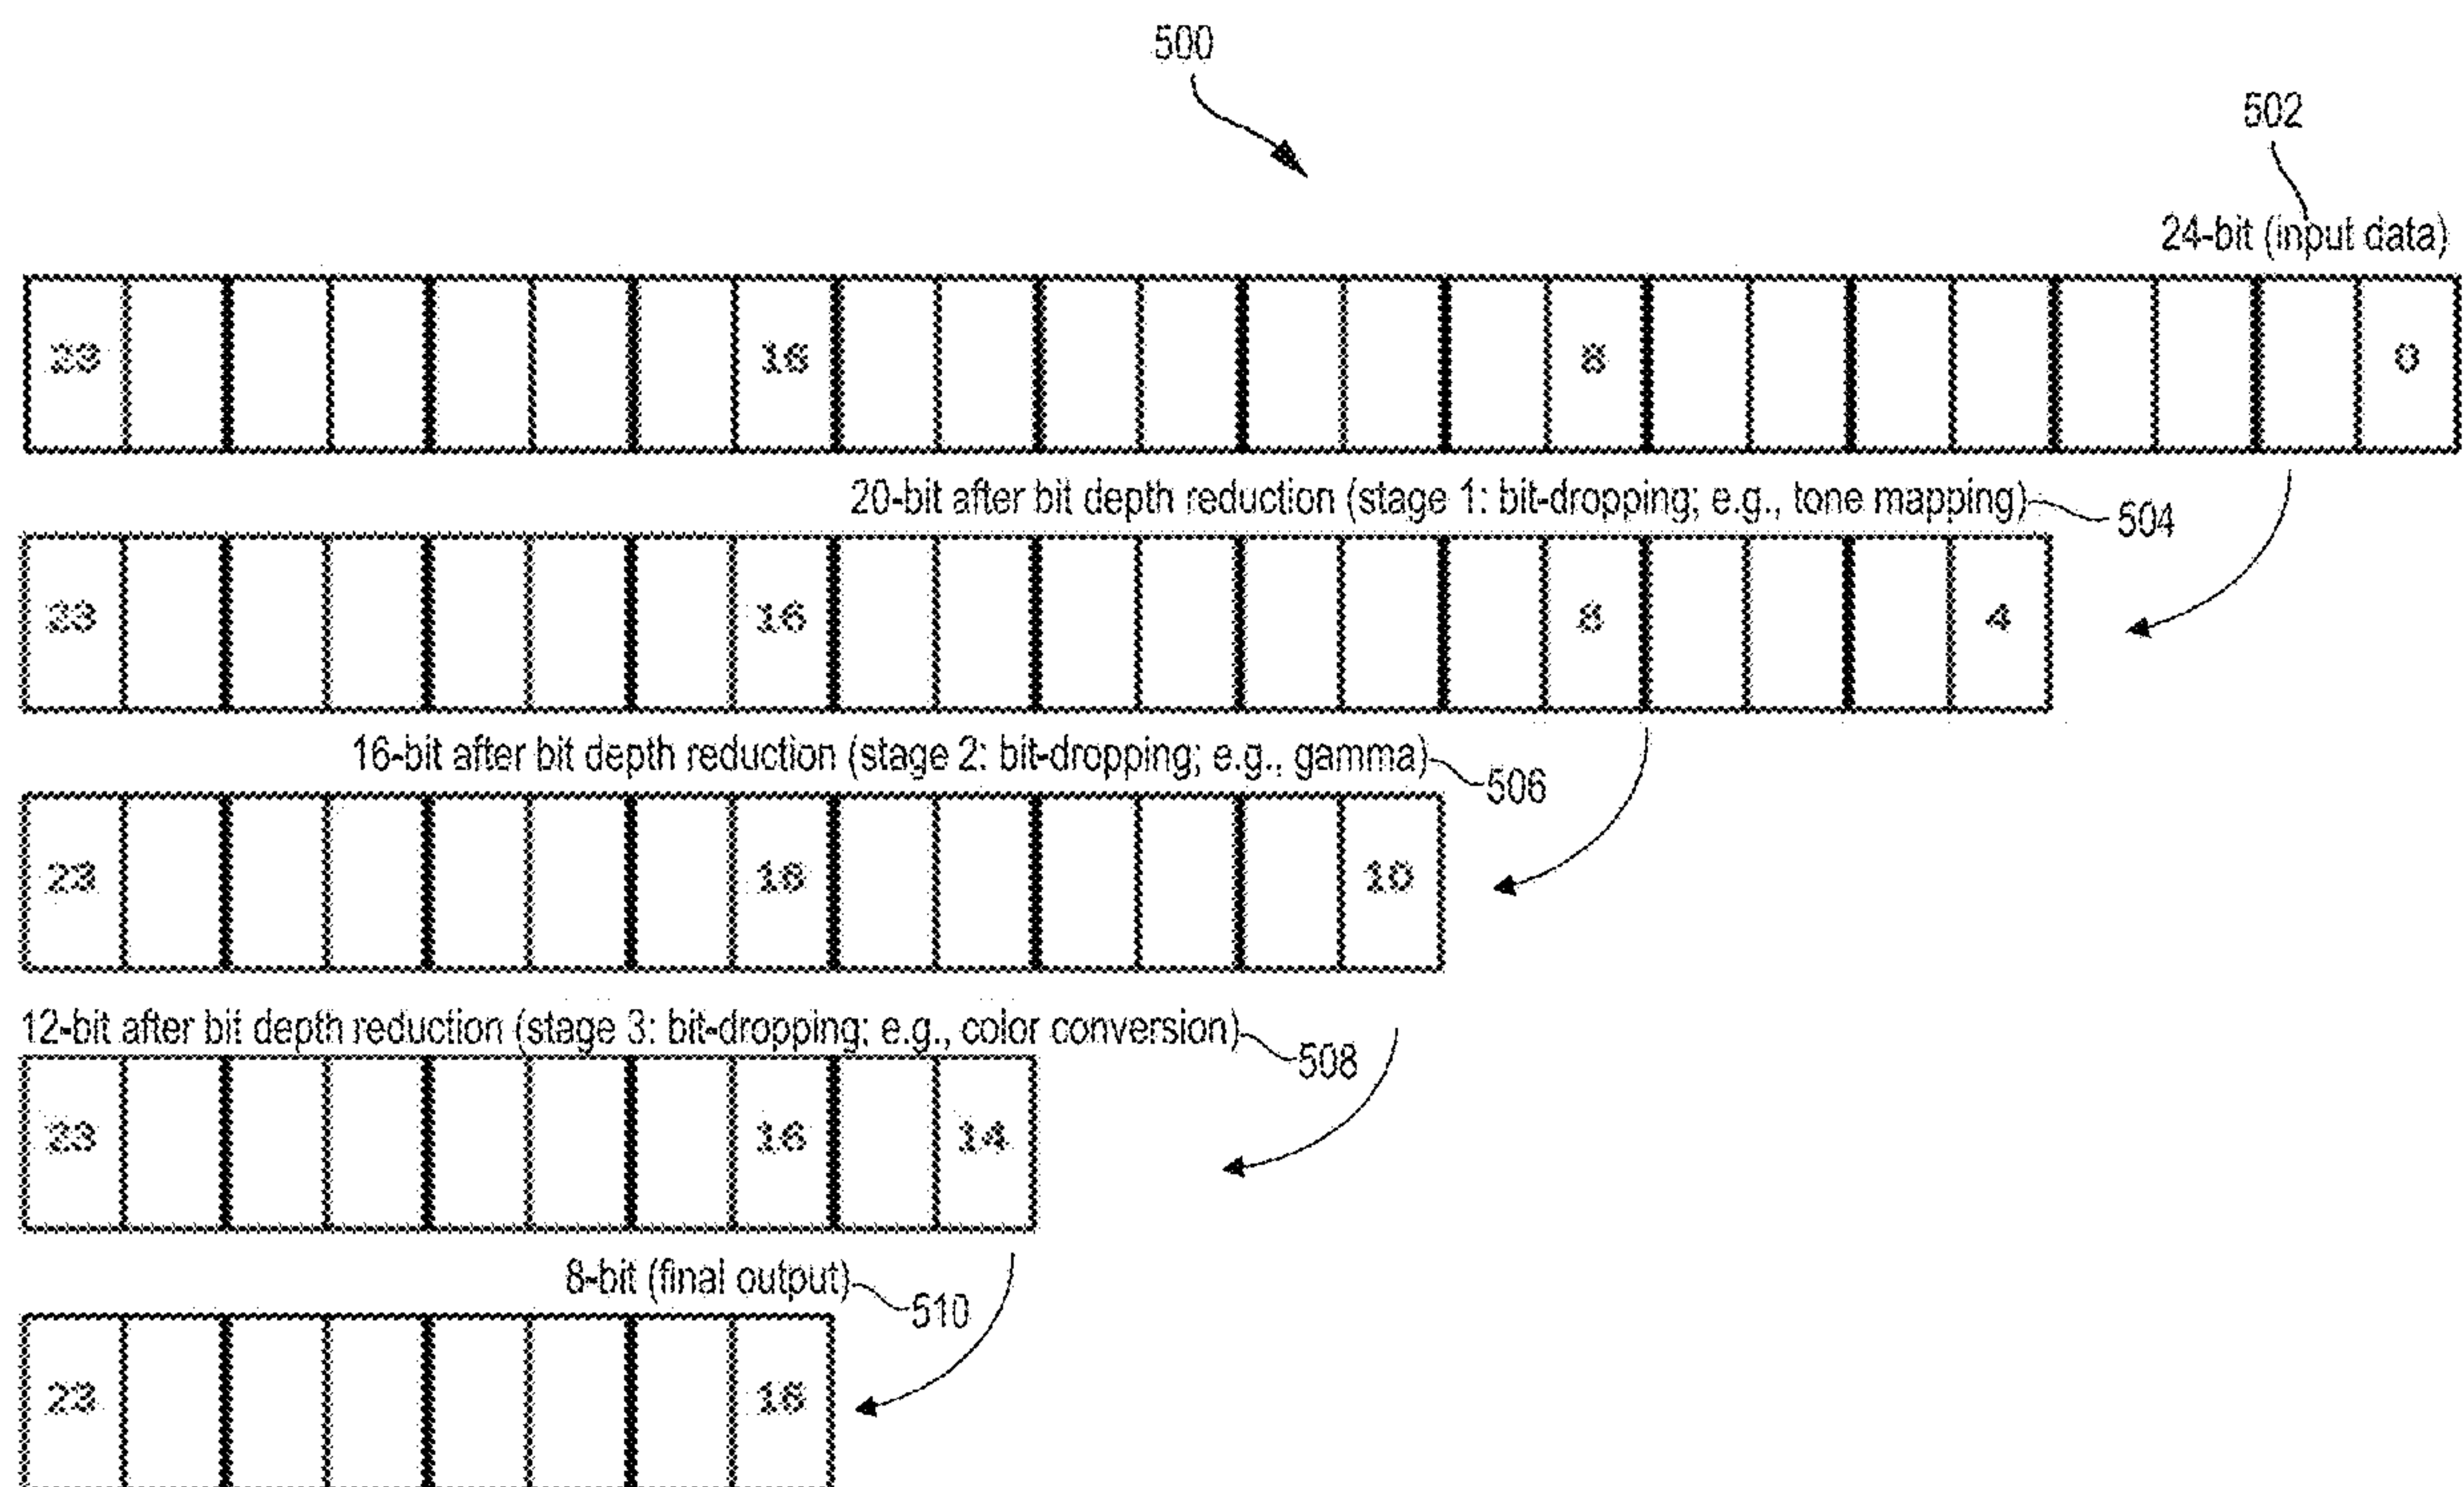 500
502
24-bit (input data)
23 16 8 0
20-bit after bit depth reduction (stage 1: bit-dropping; e.g., tone mapping) 504
23 16 8 4
16-bit after bit depth reduction (stage 2: bit-dropping; e.g., gamma) 506
23 16 10
12-bit after bit depth reduction (stage 3: bit-dropping; e.g., color conversion) 508
23 16 14
8-bit (final output) 510
23 16